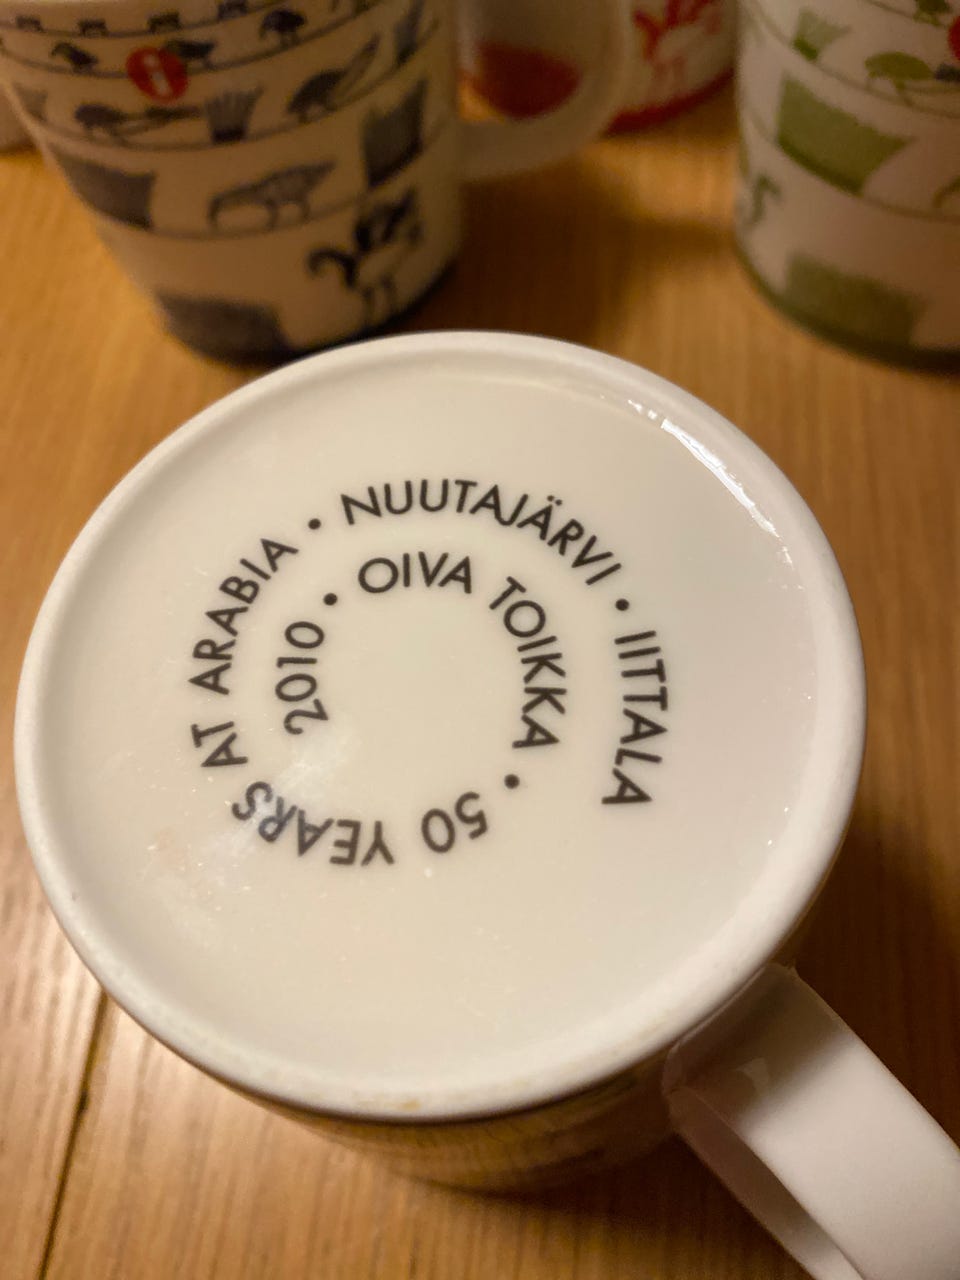 2010 • OIVA TOIKKA • 50 YEARS AT ARABIA • NUUTAJÄRVI • IITTALA
i